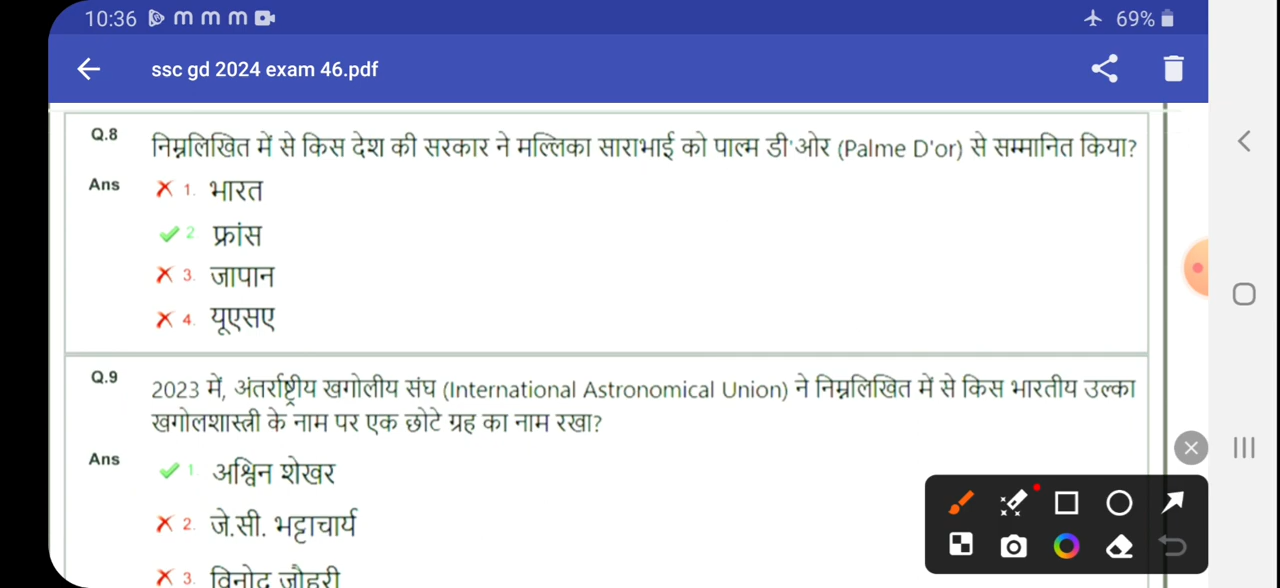 10:36 m m m 69%
ssc gd 2024 exam 46.pdf
Q.8 निम्नलिखित में से किस देश की सरकार ने मल्लिका साराभाई को पाल्म डी'ओर (Palme D'or) से सम्मानित किया?
Ans 1. भारत
2 फ्रांस
3. जापान
4. यूएसए
Q.9 2023 में, अंतर्राष्ट्रीय खगोलीय संघ (International Astronomical Union) ने निम्नलिखित में से किस भारतीय उल्का
खगोलशास्त्री के नाम पर एक छोटे ग्रह का नाम रखा?
Ans 1 अश्विन शेखर
2. जे.सी. भट्टाचार्य
3. विनोद जौहरी